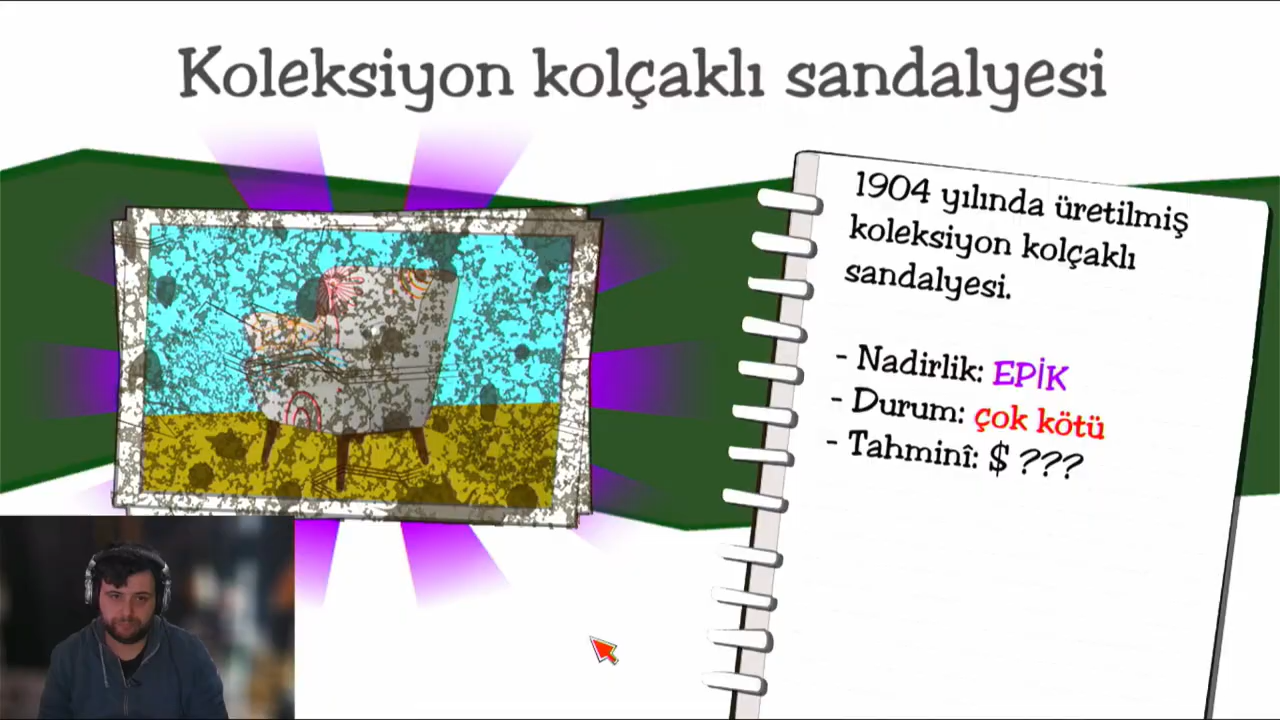 Koleksiyon kolçaklı sandalyesi
1904 yılında üretilmiş
koleksiyon kolçaklı
sandalyesi.
- Nadirlik: EPİK
- Durum: çok kötü
- Tahminî: $ ???